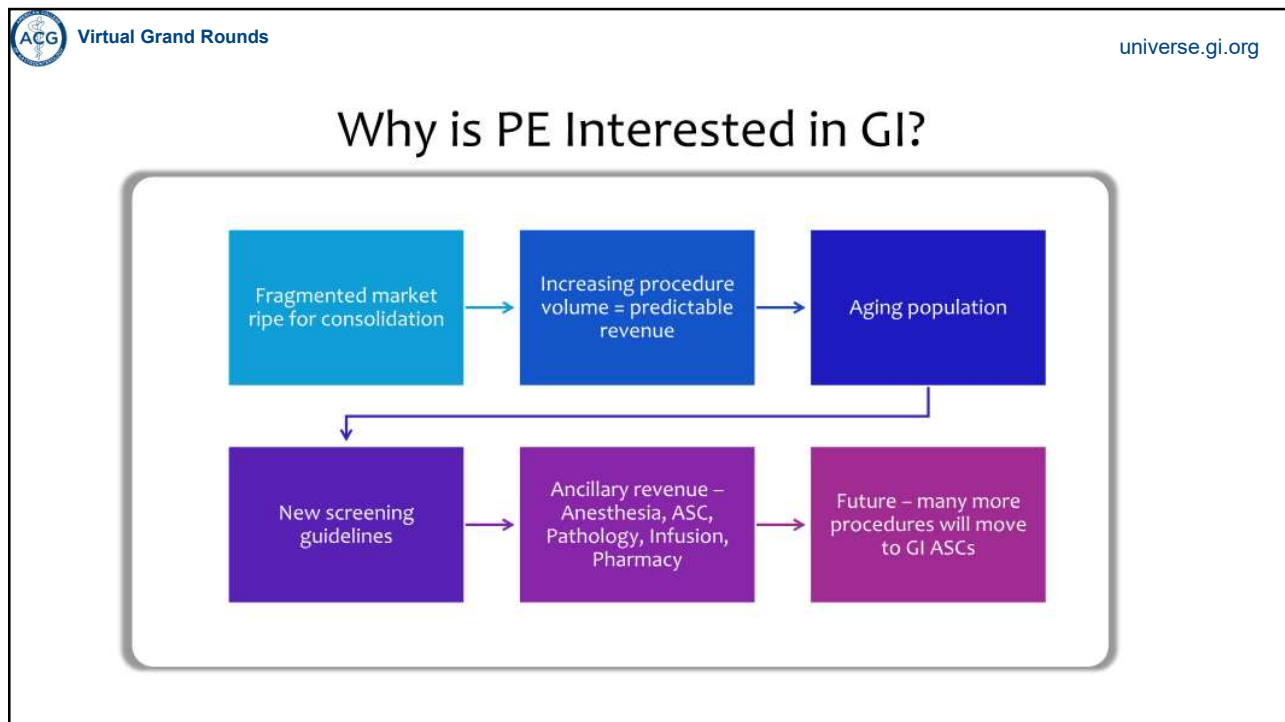 ACG
Virtual Grand Rounds
universe.gi.org
Why is PE Interested in GI?
Fragmented market
ripe for consolidation
Increasing procedure
volume = predictable
revenue
Aging population
New screening
guidelines
Ancillary revenue –
Anesthesia, ASC,
Pathology, Infusion,
Pharmacy
Future – many more
procedures will move
to GI ASCs